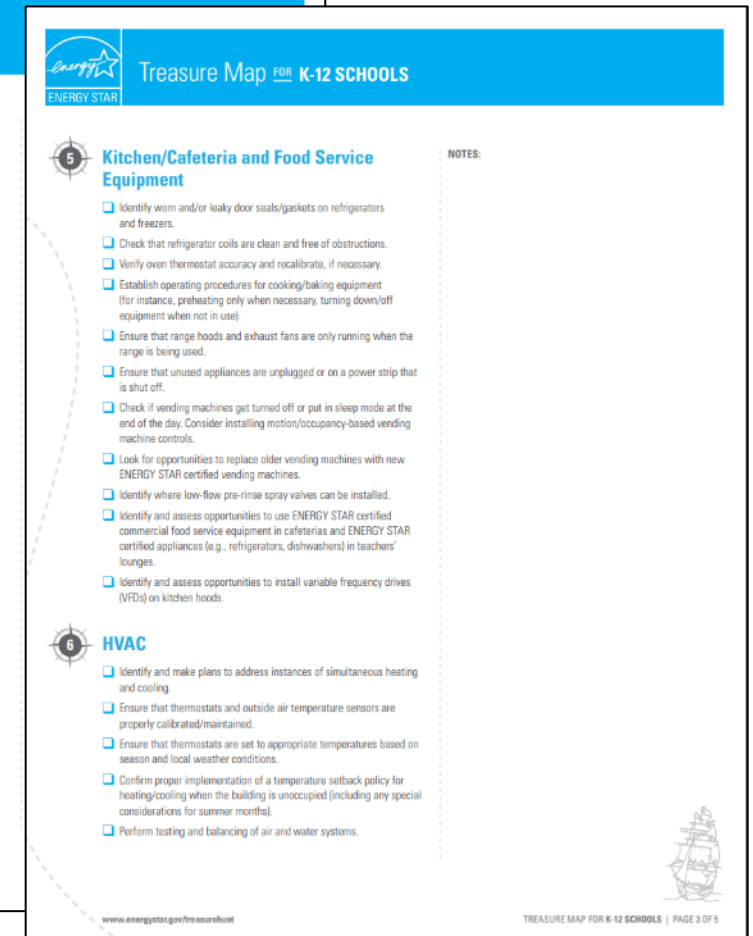 energy
ENERGY STAR
Treasure Map FOR K-12 SCHOOLS
5
Kitchen/Cafeteria and Food Service
Equipment
Identify worn and/or leaky door seals/gaskets on refrigerators
and freezers.
Check that refrigerator coils are clean and free of obstructions.
Verify oven thermostat accuracy and recalibrate, if necessary.
Establish operating procedures for cooking/baking equipment
(for instance, preheating only when necessary, turning down/off
equipment when not in use).
Ensure that range hoods and exhaust fans are only running when the
range is being used.
Ensure that unused appliances are unplugged or on a power strip that
is shut off.
Check if vending machines get turned off or put in sleep mode at the
end of the day. Consider installing motion/occupancy-based vending
machine controls.
Look for opportunities to replace older vending machines with new
ENERGY STAR certified vending machines.
Identify where low-flow pre-rinse spray valves can be installed.
Identify and assess opportunities to use ENERGY STAR certified
commercial food service equipment in cafeterias and ENERGY STAR
certified appliances (e.g., refrigerators, dishwashers) in teachers'
lounges.
Identify and assess opportunities to install variable frequency drives
(VFDs) on kitchen hoods.
NOTES:
6
HVAC
Identify and make plans to address instances of simultaneous heating
and cooling.
Ensure that thermostats and outside air temperature sensors are
properly calibrated/maintained.
Ensure that thermostats are set to appropriate temperatures based on
season and local weather conditions.
Confirm proper implementation of a temperature setback policy for
heating/cooling when the building is unoccupied (including any special
considerations for summer months).
Perform testing and balancing of air and water systems.
www.energystar.gov/treasurehunt
TREASURE MAP FOR K-12 SCHOOLS | PAGE 3 OF 5